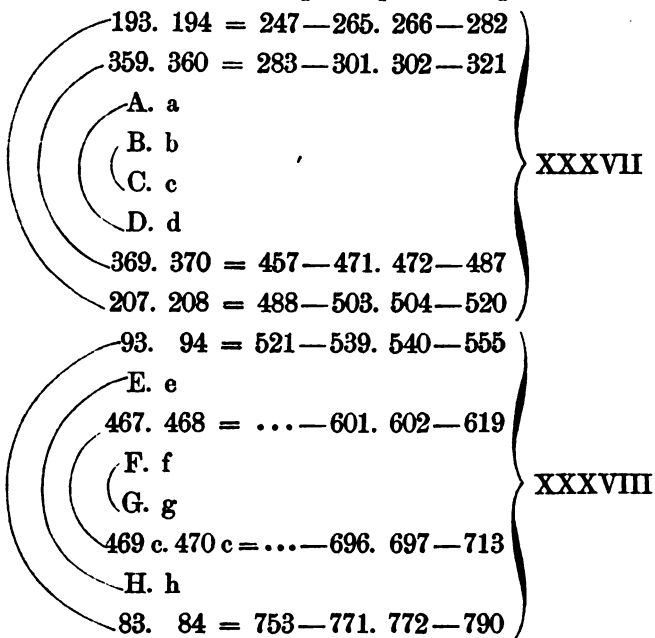 193. 194 = 247—265. 266—282
359. 360 = 283—301. 302—321
A. a
B. b
C. c
D. d
XXXVII
369. 370 = 457—471. 472—487
207. 208 = 488—503. 504—520
93. 94 = 521—539. 540—555
E. e
467. 468 = ...—601. 602—619
F. f
G. g
XXXVIII
469 c. 470 c = ...—696. 697—713
H. h
83. 84 = 753—771. 772—790